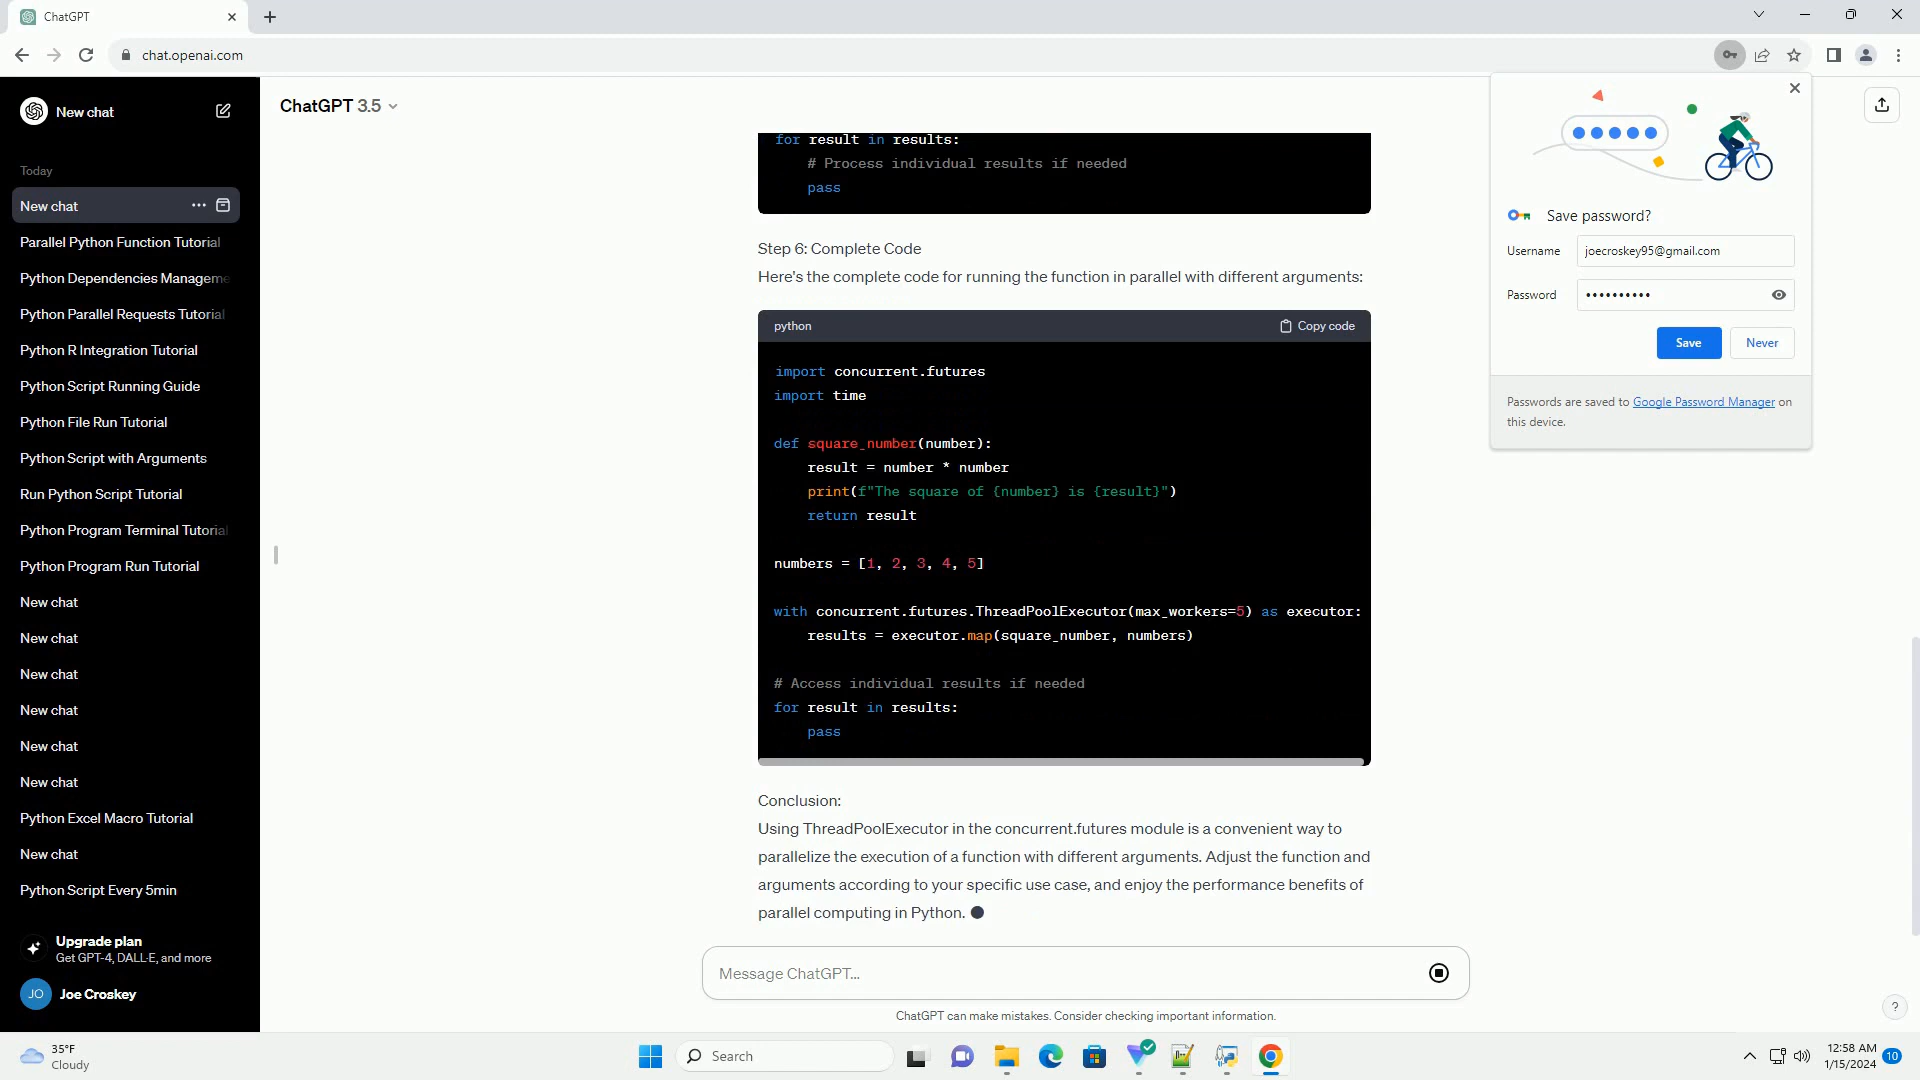 ChatGPT
chat.openai.com
New chat
ChatGPT 3.5
Today
New chat
Parallel Python Function Tutorial
Python Dependencies Manageme
Python Parallel Requests Tutorial
Python R Integration Tutorial
Python Script Running Guide
Python File Run Tutorial
Python Script with Arguments
Run Python Script Tutorial
Python Program Terminal Tutorial
Python Program Run Tutorial
New chat
New chat
New chat
New chat
New chat
New chat
Python Excel Macro Tutorial
New chat
Python Script Every 5min
Upgrade plan
Get GPT-4, DALL·E, and more
JO Joe Croskey
for result in results:
# Process individual results if needed
pass
Step 6: Complete Code
Here's the complete code for running the function in parallel with different arguments:
python Copy code
import concurrent.futures
import time
def square_number(number):
result = number * number
print(f"The square of {number} is {result}")
return result
numbers = [1, 2, 3, 4, 5]
with concurrent.futures.ThreadPoolExecutor(max_workers=5) as executor:
results = executor.map(square_number, numbers)
# Access individual results if needed
for result in results:
pass
Conclusion:
Using ThreadPoolExecutor in the concurrent.futures module is a convenient way to
parallelize the execution of a function with different arguments. Adjust the function and
arguments according to your specific use case, and enjoy the performance benefits of
parallel computing in Python.
Message ChatGPT...
ChatGPT can make mistakes. Consider checking important information.
?
Save password?
Username joecroskey95@gmail.com
Password ••••••••••
Save Never
Passwords are saved to Google Password Manager on
this device.
35°F
Cloudy
Search
12:58 AM
1/15/2024
10